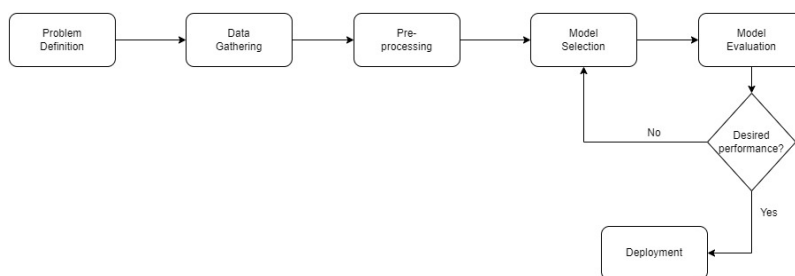 Problem
Definition
Data
Gathering
Pre-
processing
Model
Selection
Model
Evaluation
Desired
performance?
No
Yes
Deployment